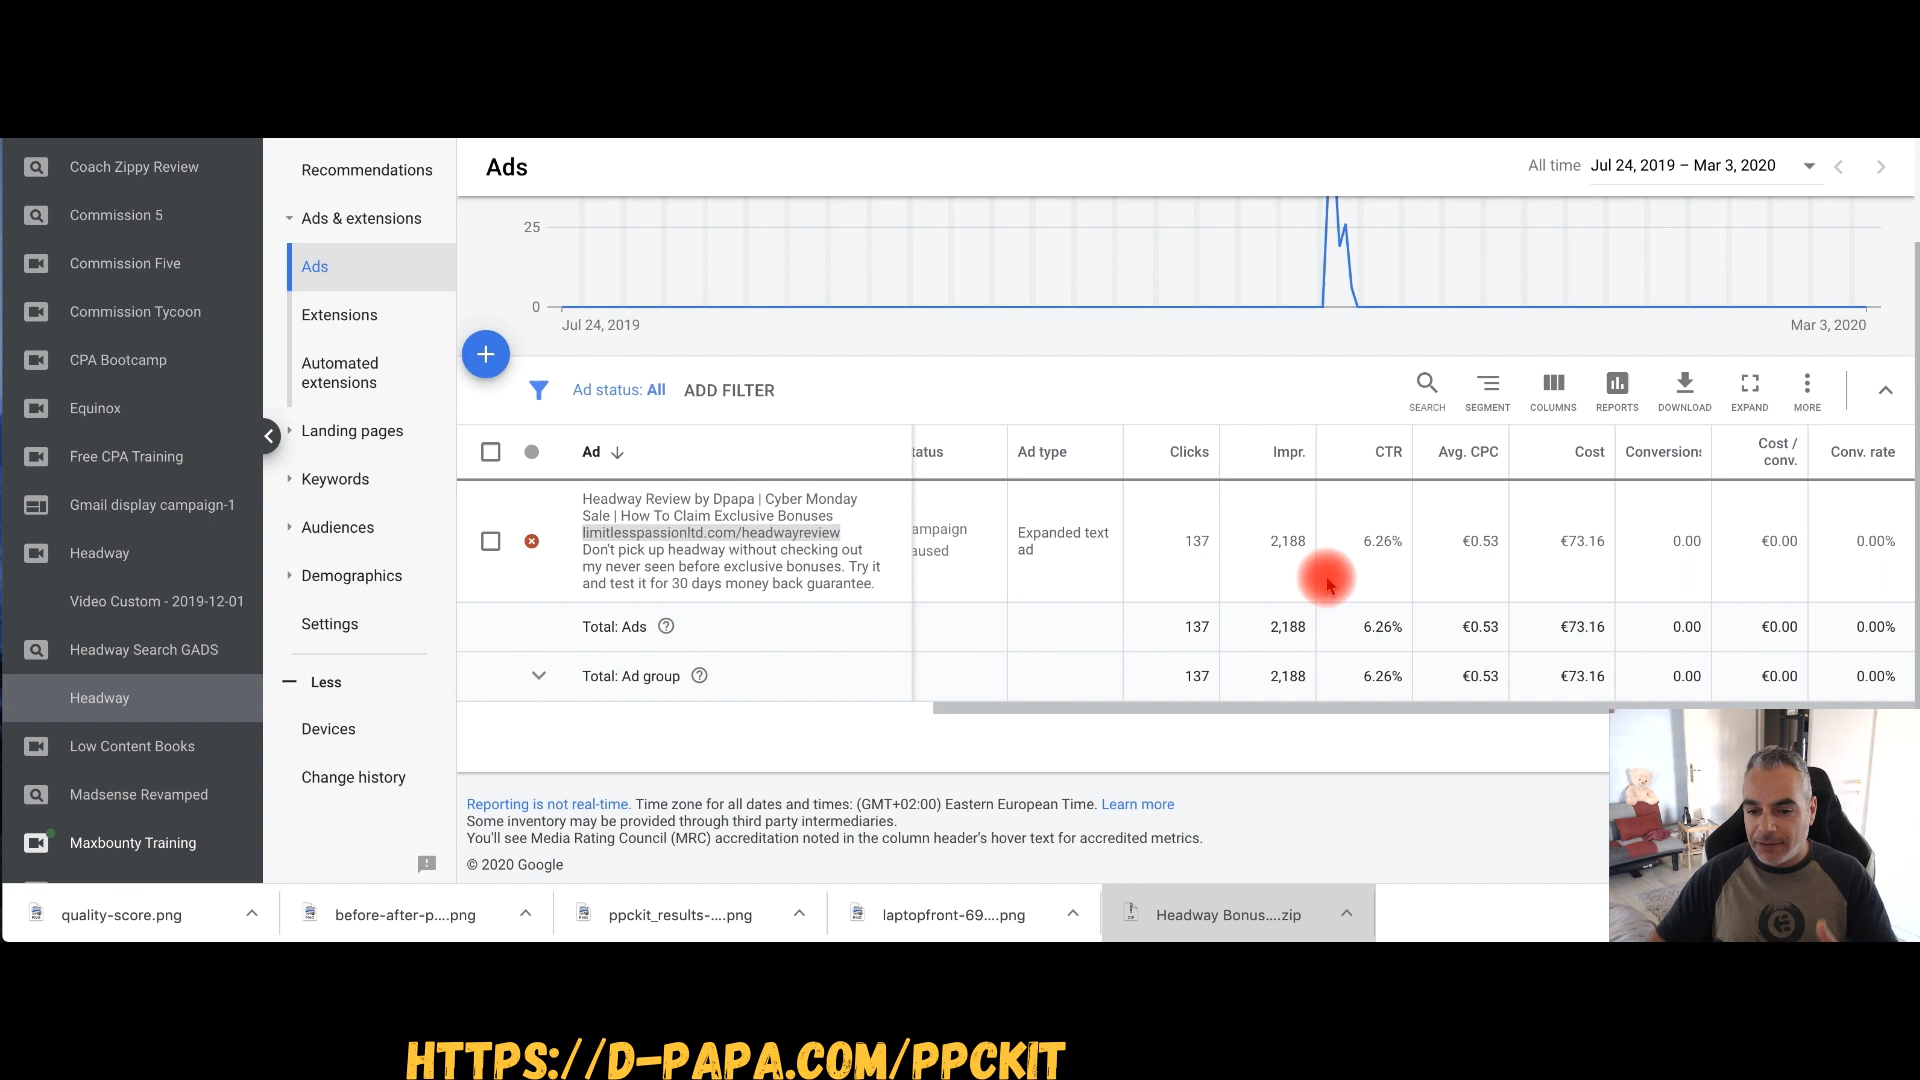 Coach Zippy Review
Commission 5
Commission Five
Commission Tycoon
CPA Bootcamp
Equinox
Free CPA Training
Gmail display campaign-1
Headway
Video Custom - 2019-12-01
Headway Search GADS
Headway
Low Content Books
Madsense Revamped
Maxbounty Training
Recommendations
Ads & extensions
Ads
Extensions
Automated
extensions
Landing pages
Keywords
Audiences
Demographics
Settings
Less
Devices
Change history
Ads
All time Jul 24, 2019 – Mar 3, 2020
25
0
Jul 24, 2019
Mar 3, 2020
Ad status: All ADD FILTER
SEARCH SEGMENT COLUMNS REPORTS DOWNLOAD EXPAND MORE
Ad tatus Ad type Clicks Impr. CTR Avg. CPC Cost Conversions Cost / conv. Conv. rate
Headway Review by Dpapa | Cyber Monday
Sale | How To Claim Exclusive Bonuses
limitlesspassionltd.com/headwayreview
Don't pick up headway without checking out
my never seen before exclusive bonuses. Try it
and test it for 30 days money back guarantee.
ampaign
aused
Expanded text
ad
137 2,188 6.26% €0.53 €73.16 0.00 €0.00 0.00%
Total: Ads 137 2,188 6.26% €0.53 €73.16 0.00 €0.00 0.00%
Total: Ad group 137 2,188 6.26% €0.53 €73.16 0.00 €0.00 0.00%
Reporting is not real-time. Time zone for all dates and times: (GMT+02:00) Eastern European Time. Learn more
Some inventory may be provided through third party intermediaries.
You'll see Media Rating Council (MRC) accreditation noted in the column header's hover text for accredited metrics.
© 2020 Google
quality-score.png
before-after-p....png
ppckit_results-....png
laptopfront-69....png
Headway Bonus....zip
HTTPS://D-PAPA.COM/PPCKIT